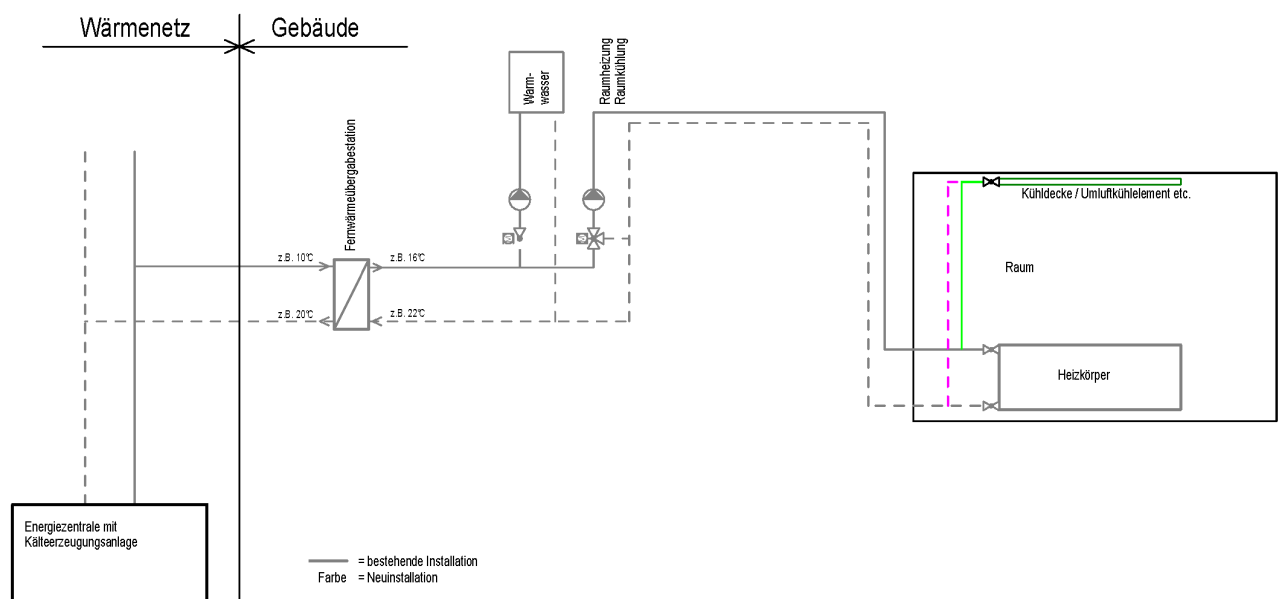 Wärmenetz
Gebäude
Warm-
wasser
Raumheizung
Raumkühlung
Fernwärmeübergabestation
Kühldecke / Umluftkühlelement etc.
z.B. 10°C
z.B. 16°C
Raum
z.B. 20°C
z.B. 22°C
Heizkörper
Energiezentrale mit
Kälteerzeugungsanlage
= bestehende Installation
Farbe = Neuinstallation